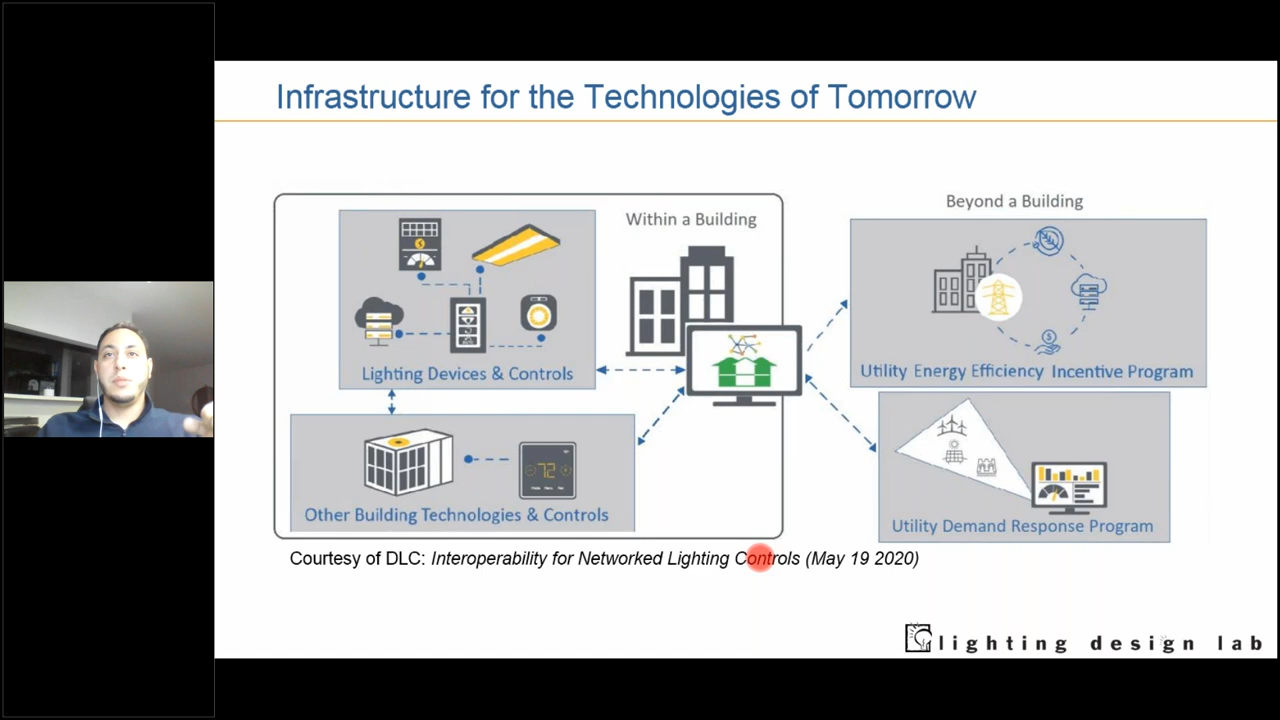 Infrastructure for the Technologies of Tomorrow
Within a Building
Beyond a Building
Lighting Devices & Controls
Utility Energy Efficiency Incentive Program
72
Other Building Technologies & Controls
Utility Demand Response Program
Courtesy of DLC: Interoperability for Networked Lighting Controls (May 19 2020)
lighting design lab